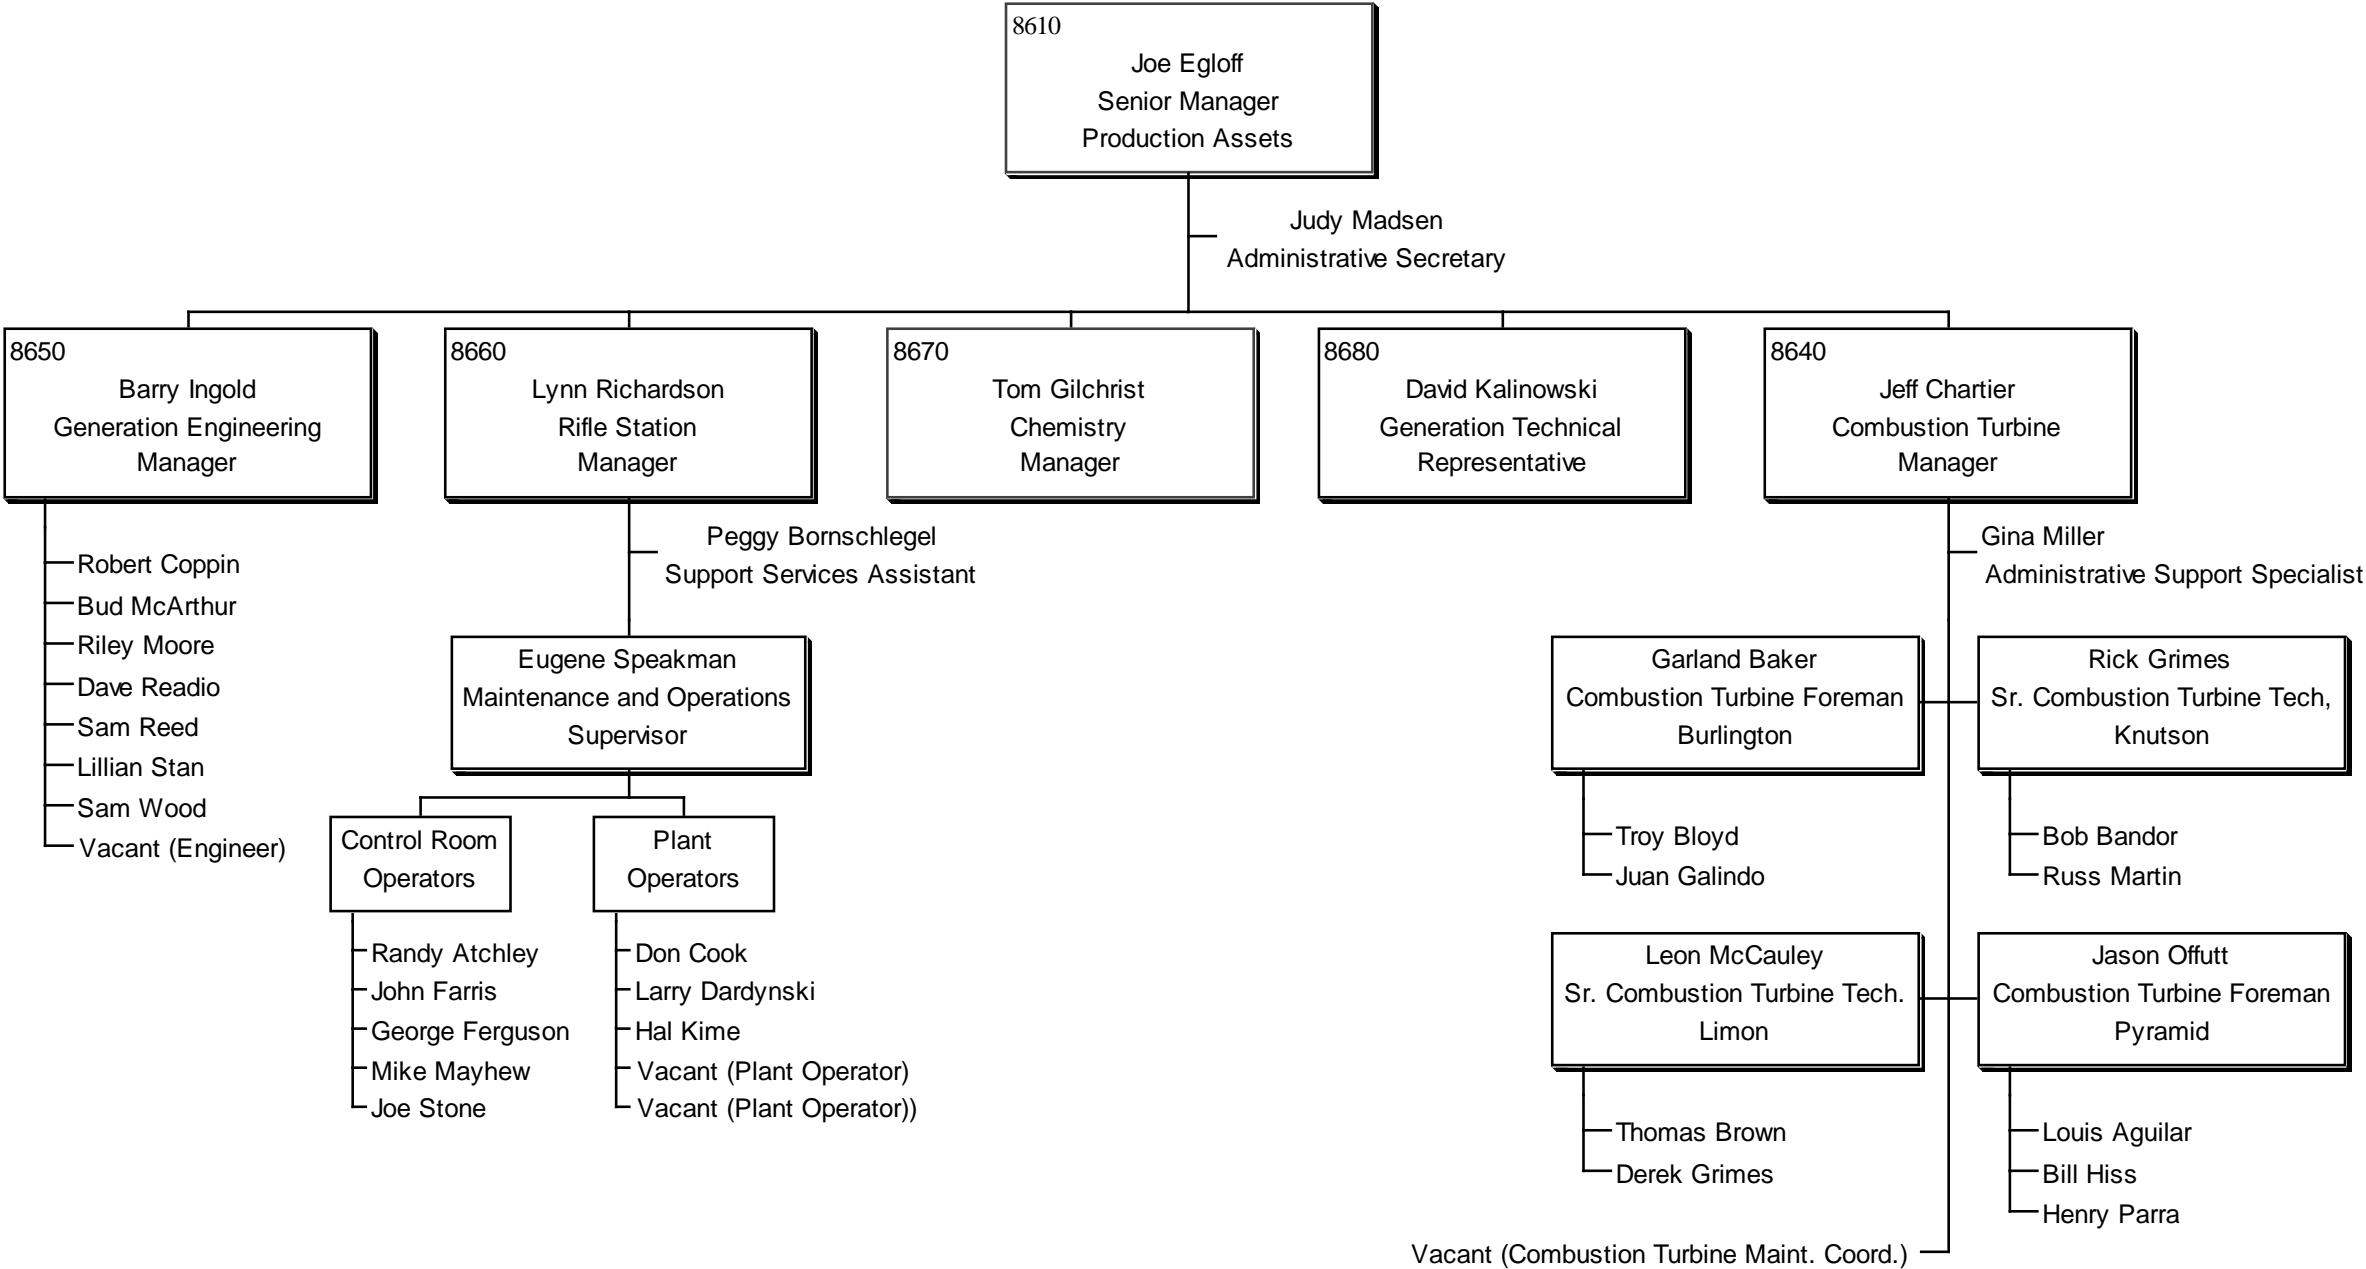 8610
Joe Egloff
Senior Manager
Production Assets
Judy Madsen
Administrative Secretary
8650
Barry Ingold
Generation Engineering
Manager
8660
Lynn Richardson
Rifle Station
Manager
8670
Tom Gilchrist
Chemistry
Manager
8680
David Kalinowski
Generation Technical
Representative
8640
Jeff Chartier
Combustion Turbine
Manager
Robert Coppin
Bud McArthur
Riley Moore
Dave Readio
Sam Reed
Lillian Stan
Sam Wood
Vacant (Engineer)
Peggy Bornschlegel
Support Services Assistant
Eugene Speakman
Maintenance and Operations
Supervisor
Control Room
Operators
Randy Atchley
John Farris
George Ferguson
Mike Mayhew
Joe Stone
Plant
Operators
Don Cook
Larry Dardynski
Hal Kime
Vacant (Plant Operator)
Vacant (Plant Operator))
Gina Miller
Administrative Support Specialist
Garland Baker
Combustion Turbine Foreman
Burlington
Troy Bloyd
Juan Galindo
Rick Grimes
Sr. Combustion Turbine Tech,
Knutson
Bob Bandor
Russ Martin
Leon McCauley
Sr. Combustion Turbine Tech.
Limon
Thomas Brown
Derek Grimes
Jason Offutt
Combustion Turbine Foreman
Pyramid
Louis Aguilar
Bill Hiss
Henry Parra
Vacant (Combustion Turbine Maint. Coord.)